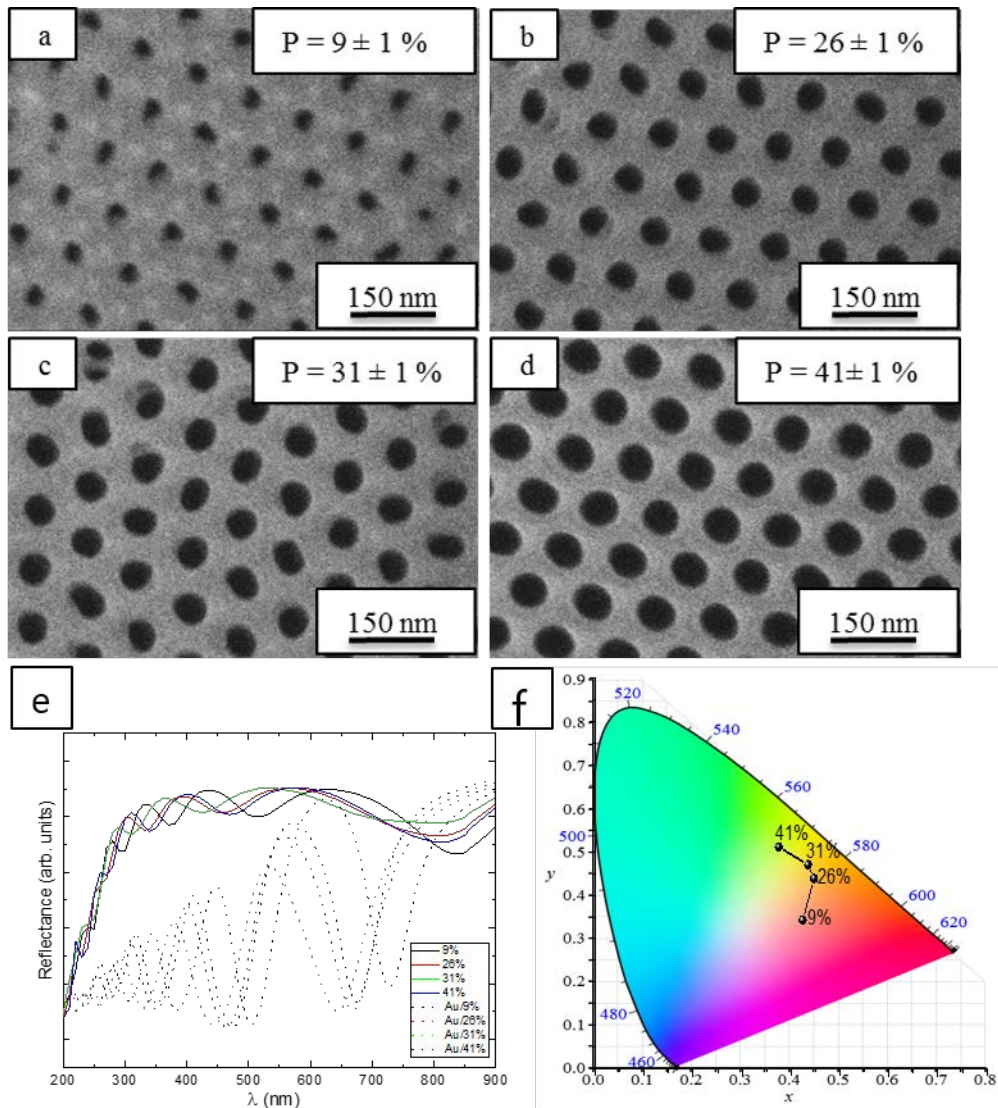 a
P = 9 ± 1 %
150 nm
b
P = 26 ± 1 %
150 nm
c
P = 31 ± 1 %
150 nm
d
P = 41± 1 %
150 nm
e
Reflectance (arb. units)
9%
26%
31%
41%
Au/9%
Au/26%
Au/31%
Au/41%
200 300 400 500 600 700 800 900
λ (nm)
f
0.9
0.8
0.7
0.6
0.5
0.4
0.3
0.2
0.1
0.0
y
520
540
560
500
580
600
620
480
460
41%
31%
26%
9%
0.0 0.1 0.2 0.3 0.4 0.5 0.6 0.7 0.8
x